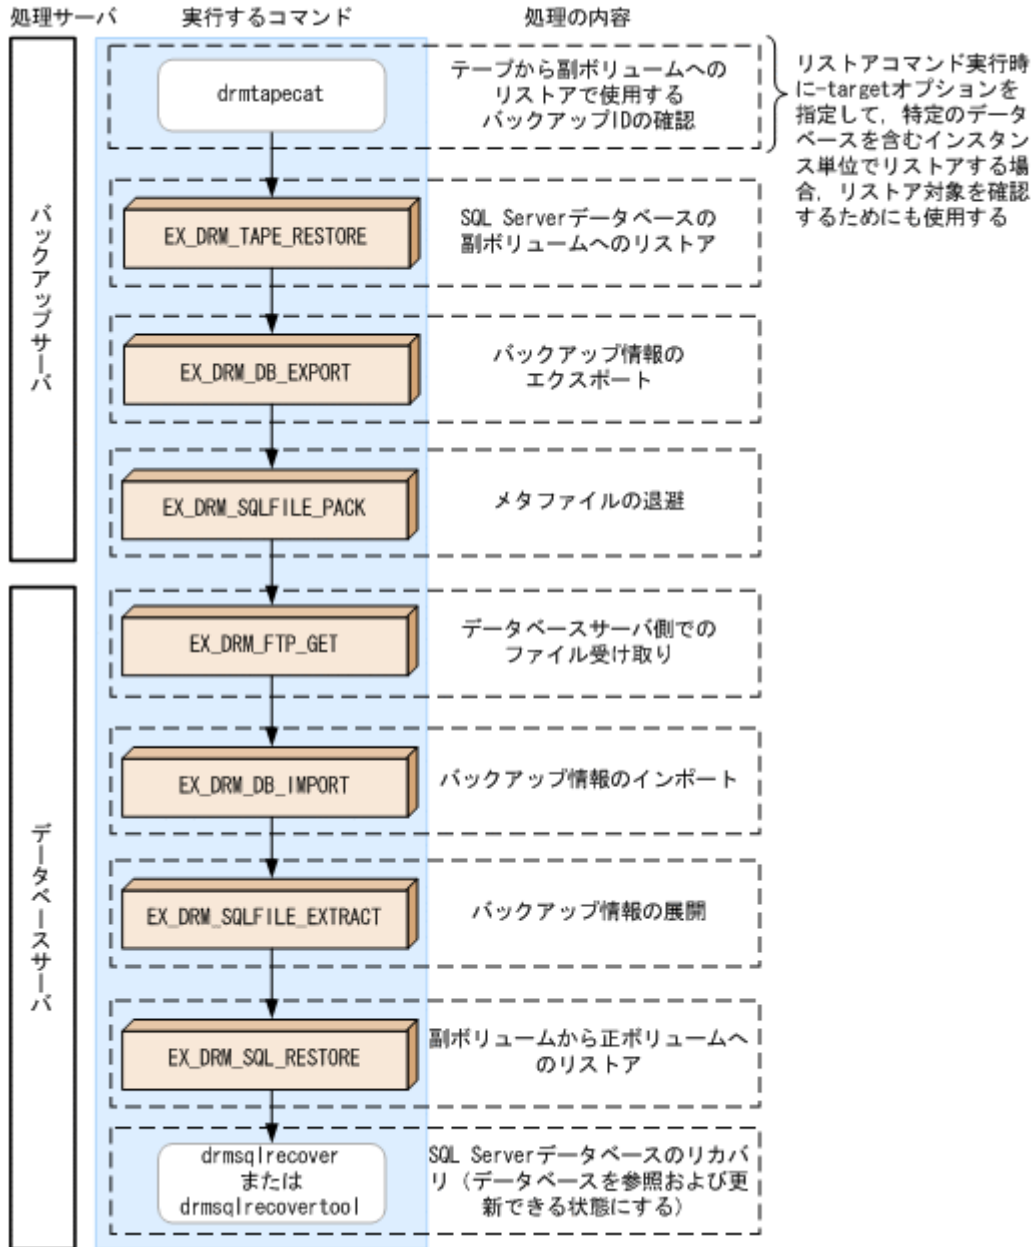 処理サーバ
実行するコマンド
処理の内容
drmtapecat
テープから副ボリュームへの
リストアで使用する
バックアップIDの確認
リストアコマンド実行時
に-targetオプションを
指定して，特定のデータ
ベースを含むインスタン
ス単位でリストアする場
合，リストア対象を確認
するためにも使用する
バックアップサーバ
EX_DRM_TAPE_RESTORE
SQL Serverデータベースの
副ボリュームへのリストア
EX_DRM_DB_EXPORT
バックアップ情報の
エクスポート
EX_DRM_SQLFILE_PACK
メタファイルの退避
データベースサーバ
EX_DRM_FTP_GET
データベースサーバ側での
ファイル受け取り
EX_DRM_DB_IMPORT
バックアップ情報のインポート
EX_DRM_SQLFILE_EXTRACT
バックアップ情報の展開
EX_DRM_SQL_RESTORE
副ボリュームから正ボリュームへ
のリストア
drmsqlrecover
または
drmsqlrecovertool
SQL Serverデータベースのリカバ
リ（データベースを参照および更
新できる状態にする）